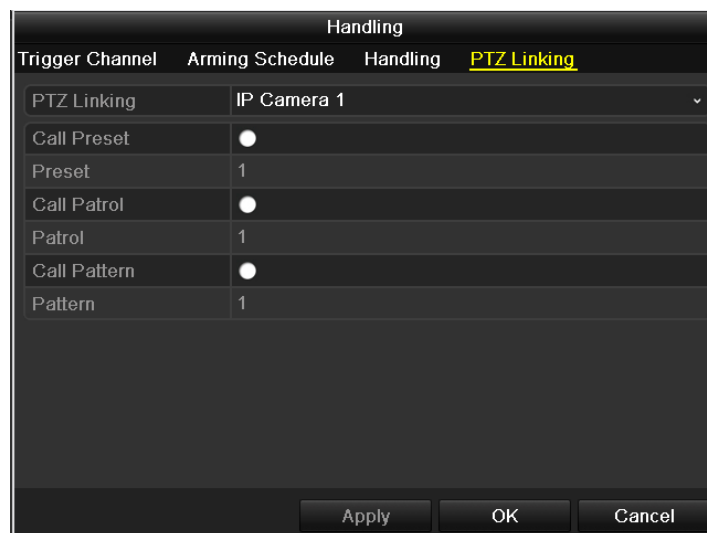 Handling
Trigger Channel Arming Schedule Handling PTZ Linking
PTZ Linking IP Camera 1
Call Preset
Preset 1
Call Patrol
Patrol 1
Call Pattern
Pattern 1
Apply OK Cancel